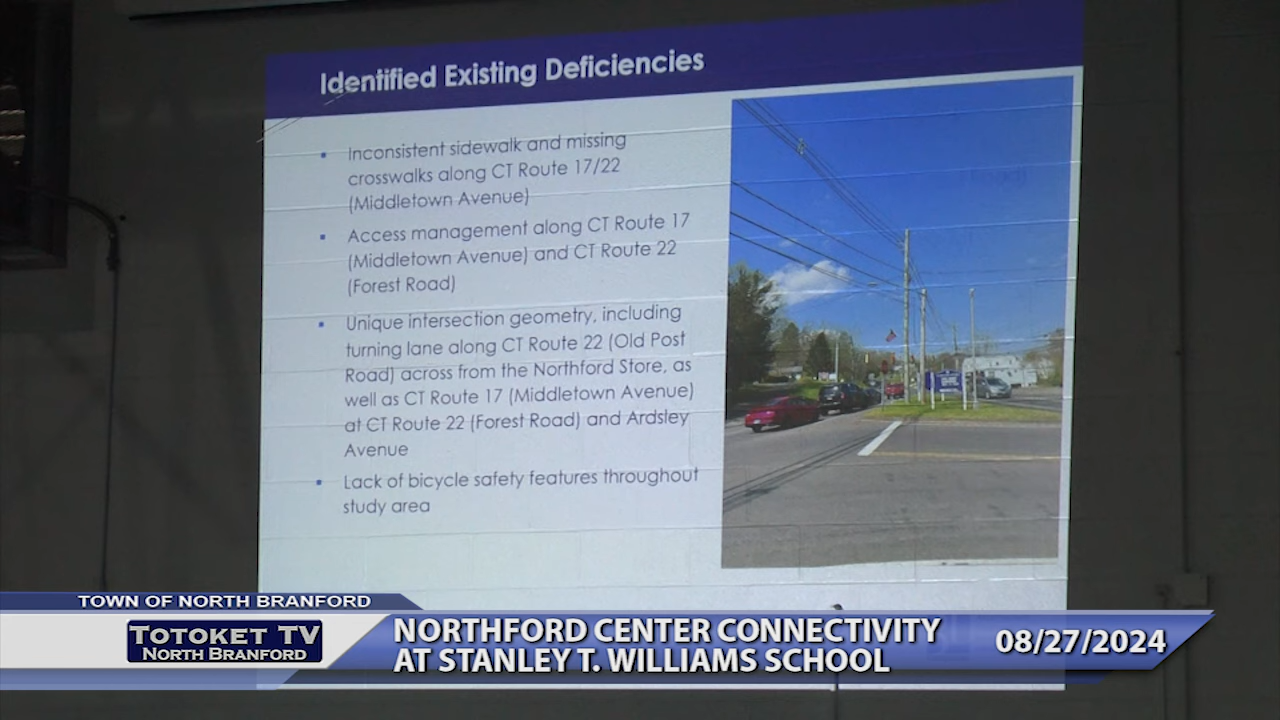 Identified Existing Deficiencies
▪ Inconsistent sidewalk and missing
crosswalks along CT Route 17/22
(Middletown Avenue)
▪ Access management along CT Route 17
(Middletown Avenue) and CT Route 22
(Forest Road)
▪ Unique intersection geometry, including
turning lane along CT Route 22 (Old Post
Road) across from the Northford Store, as
well as CT Route 17 (Middletown Avenue)
at CT Route 22 (Forest Road) and Ardsley
Avenue
▪ Lack of bicycle safety features throughout
study area
TOWN OF NORTH BRANFORD
TOTOKET TV
NORTH BRANFORD
NORTHFORD CENTER CONNECTIVITY
AT STANLEY T. WILLIAMS SCHOOL
08/27/2024